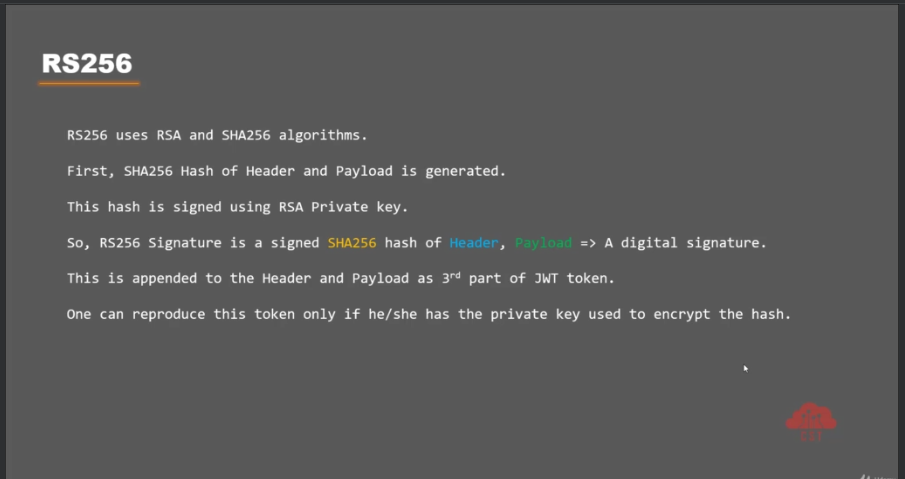 RS256
RS256 uses RSA and SHA256 algorithms.
First, SHA256 Hash of Header and Payload is generated.
This hash is signed using RSA Private key.
So, RS256 Signature is a signed SHA256 hash of Header, Payload => A digital signature.
This is appended to the Header and Payload as 3rd part of JWT token.
One can reproduce this token only if he/she has the private key used to encrypt the hash.